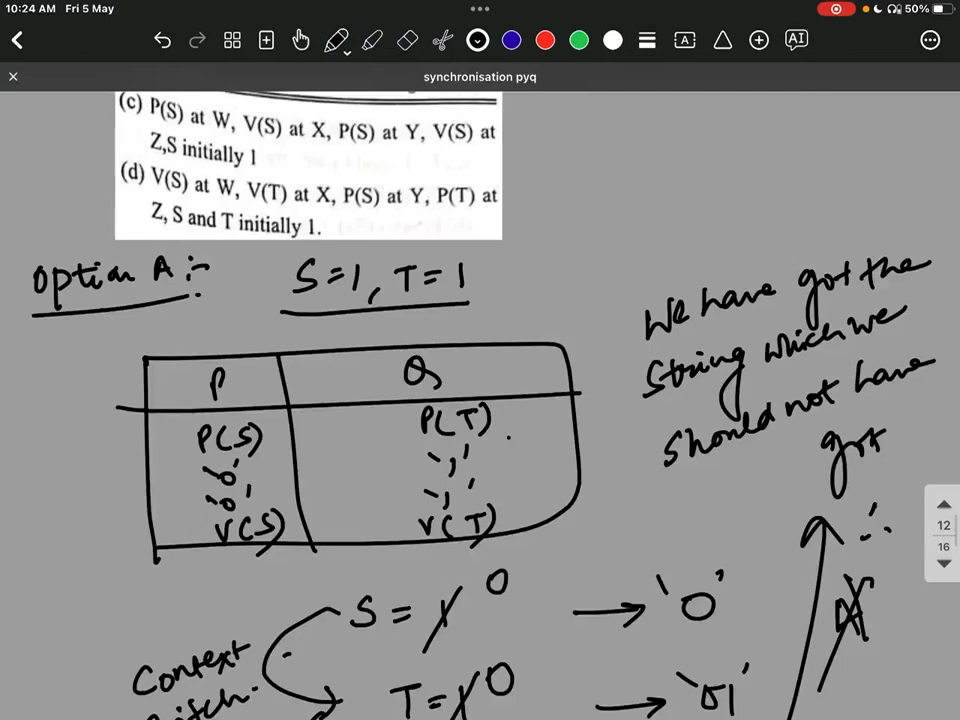 10:24 AM Fri 5 May
50%
synchronisation pyq
(c) P(S) at W, V(S) at X, P(S) at Y, V(S) at
Z,S initially 1
(d) V(S) at W, V(T) at X, P(S) at Y, P(T) at
Z, S and T initially 1.
Option A :-
S=1, T=1
P
Q
P(S)
'0'
'0'
V(S)
P(T)
'1'
'1'
V(T)
We have got the
string which we
should not have
got
∴
S = 1 0 → '0'
Context
T = 1 0 → '01'
A
AI
12
16